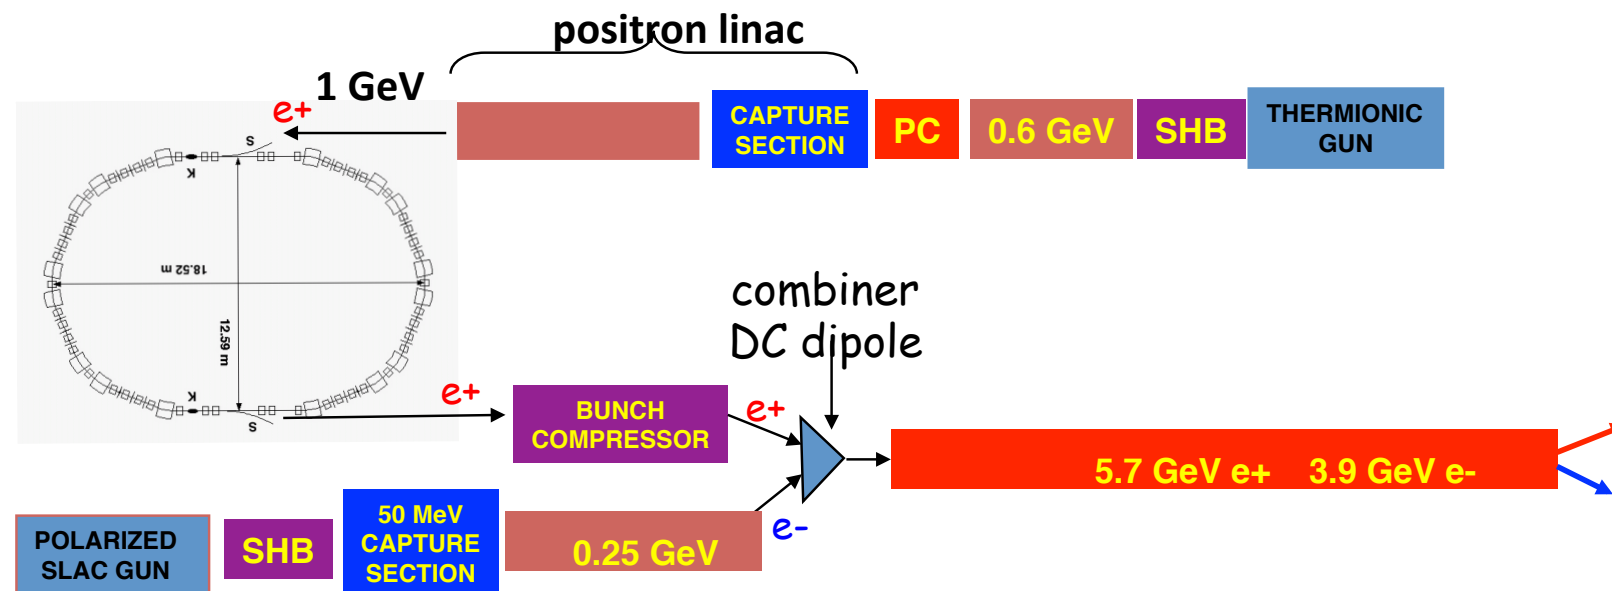 positron linac
1 GeV
e+
CAPTURE
SECTION
PC
0.6 GeV
SHB
THERMIONIC
GUN
S
K
18.52 m
12.59 m
K
S
combiner
DC dipole
e+
BUNCH
COMPRESSOR
e+
5.7 GeV e+ 3.9 GeV e-
e-
POLARIZED
SLAC GUN
SHB
50 MeV
CAPTURE
SECTION
0.25 GeV